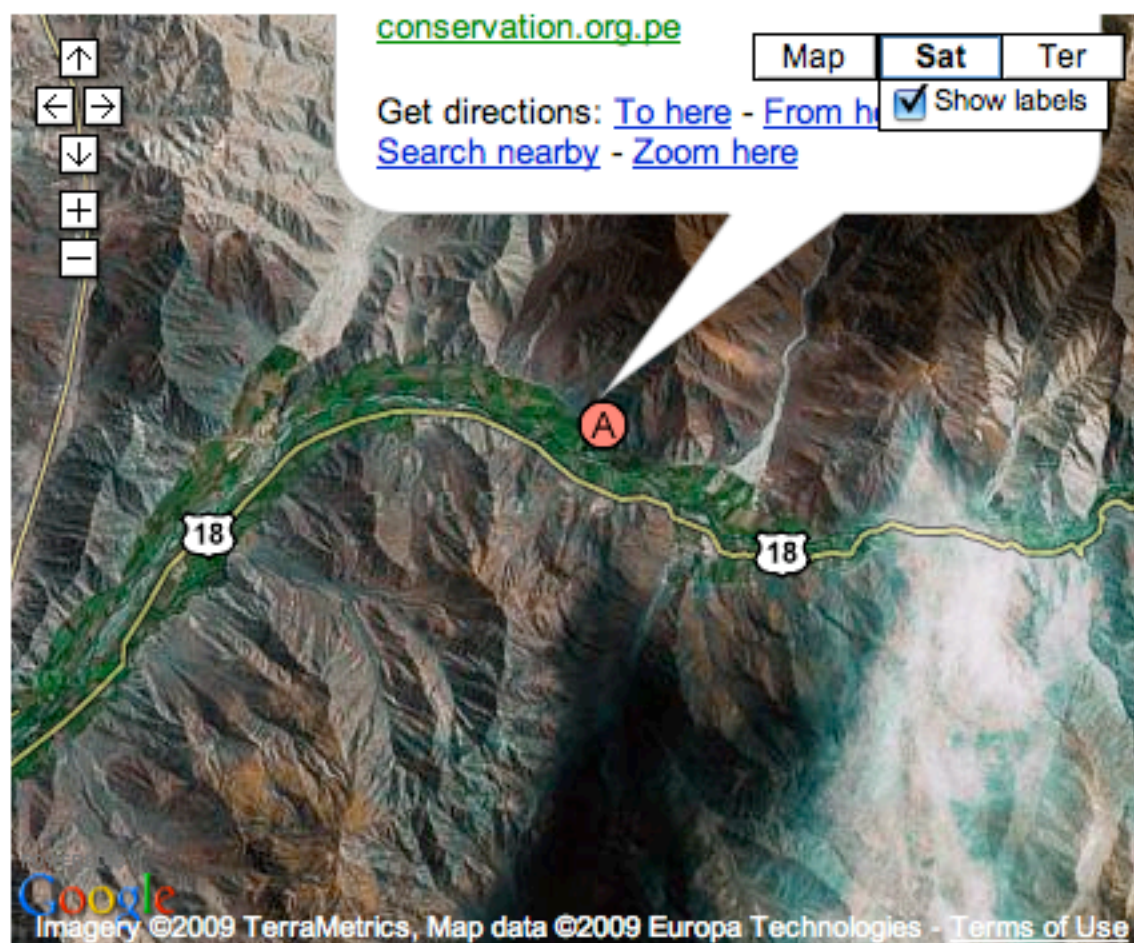 conservation.org.pe
Map Sat Ter
Show labels
Get directions: To here - From h
Search nearby - Zoom here
A
18
18
Google
Imagery ©2009 TerraMetrics, Map data ©2009 Europa Technologies - Terms of Use